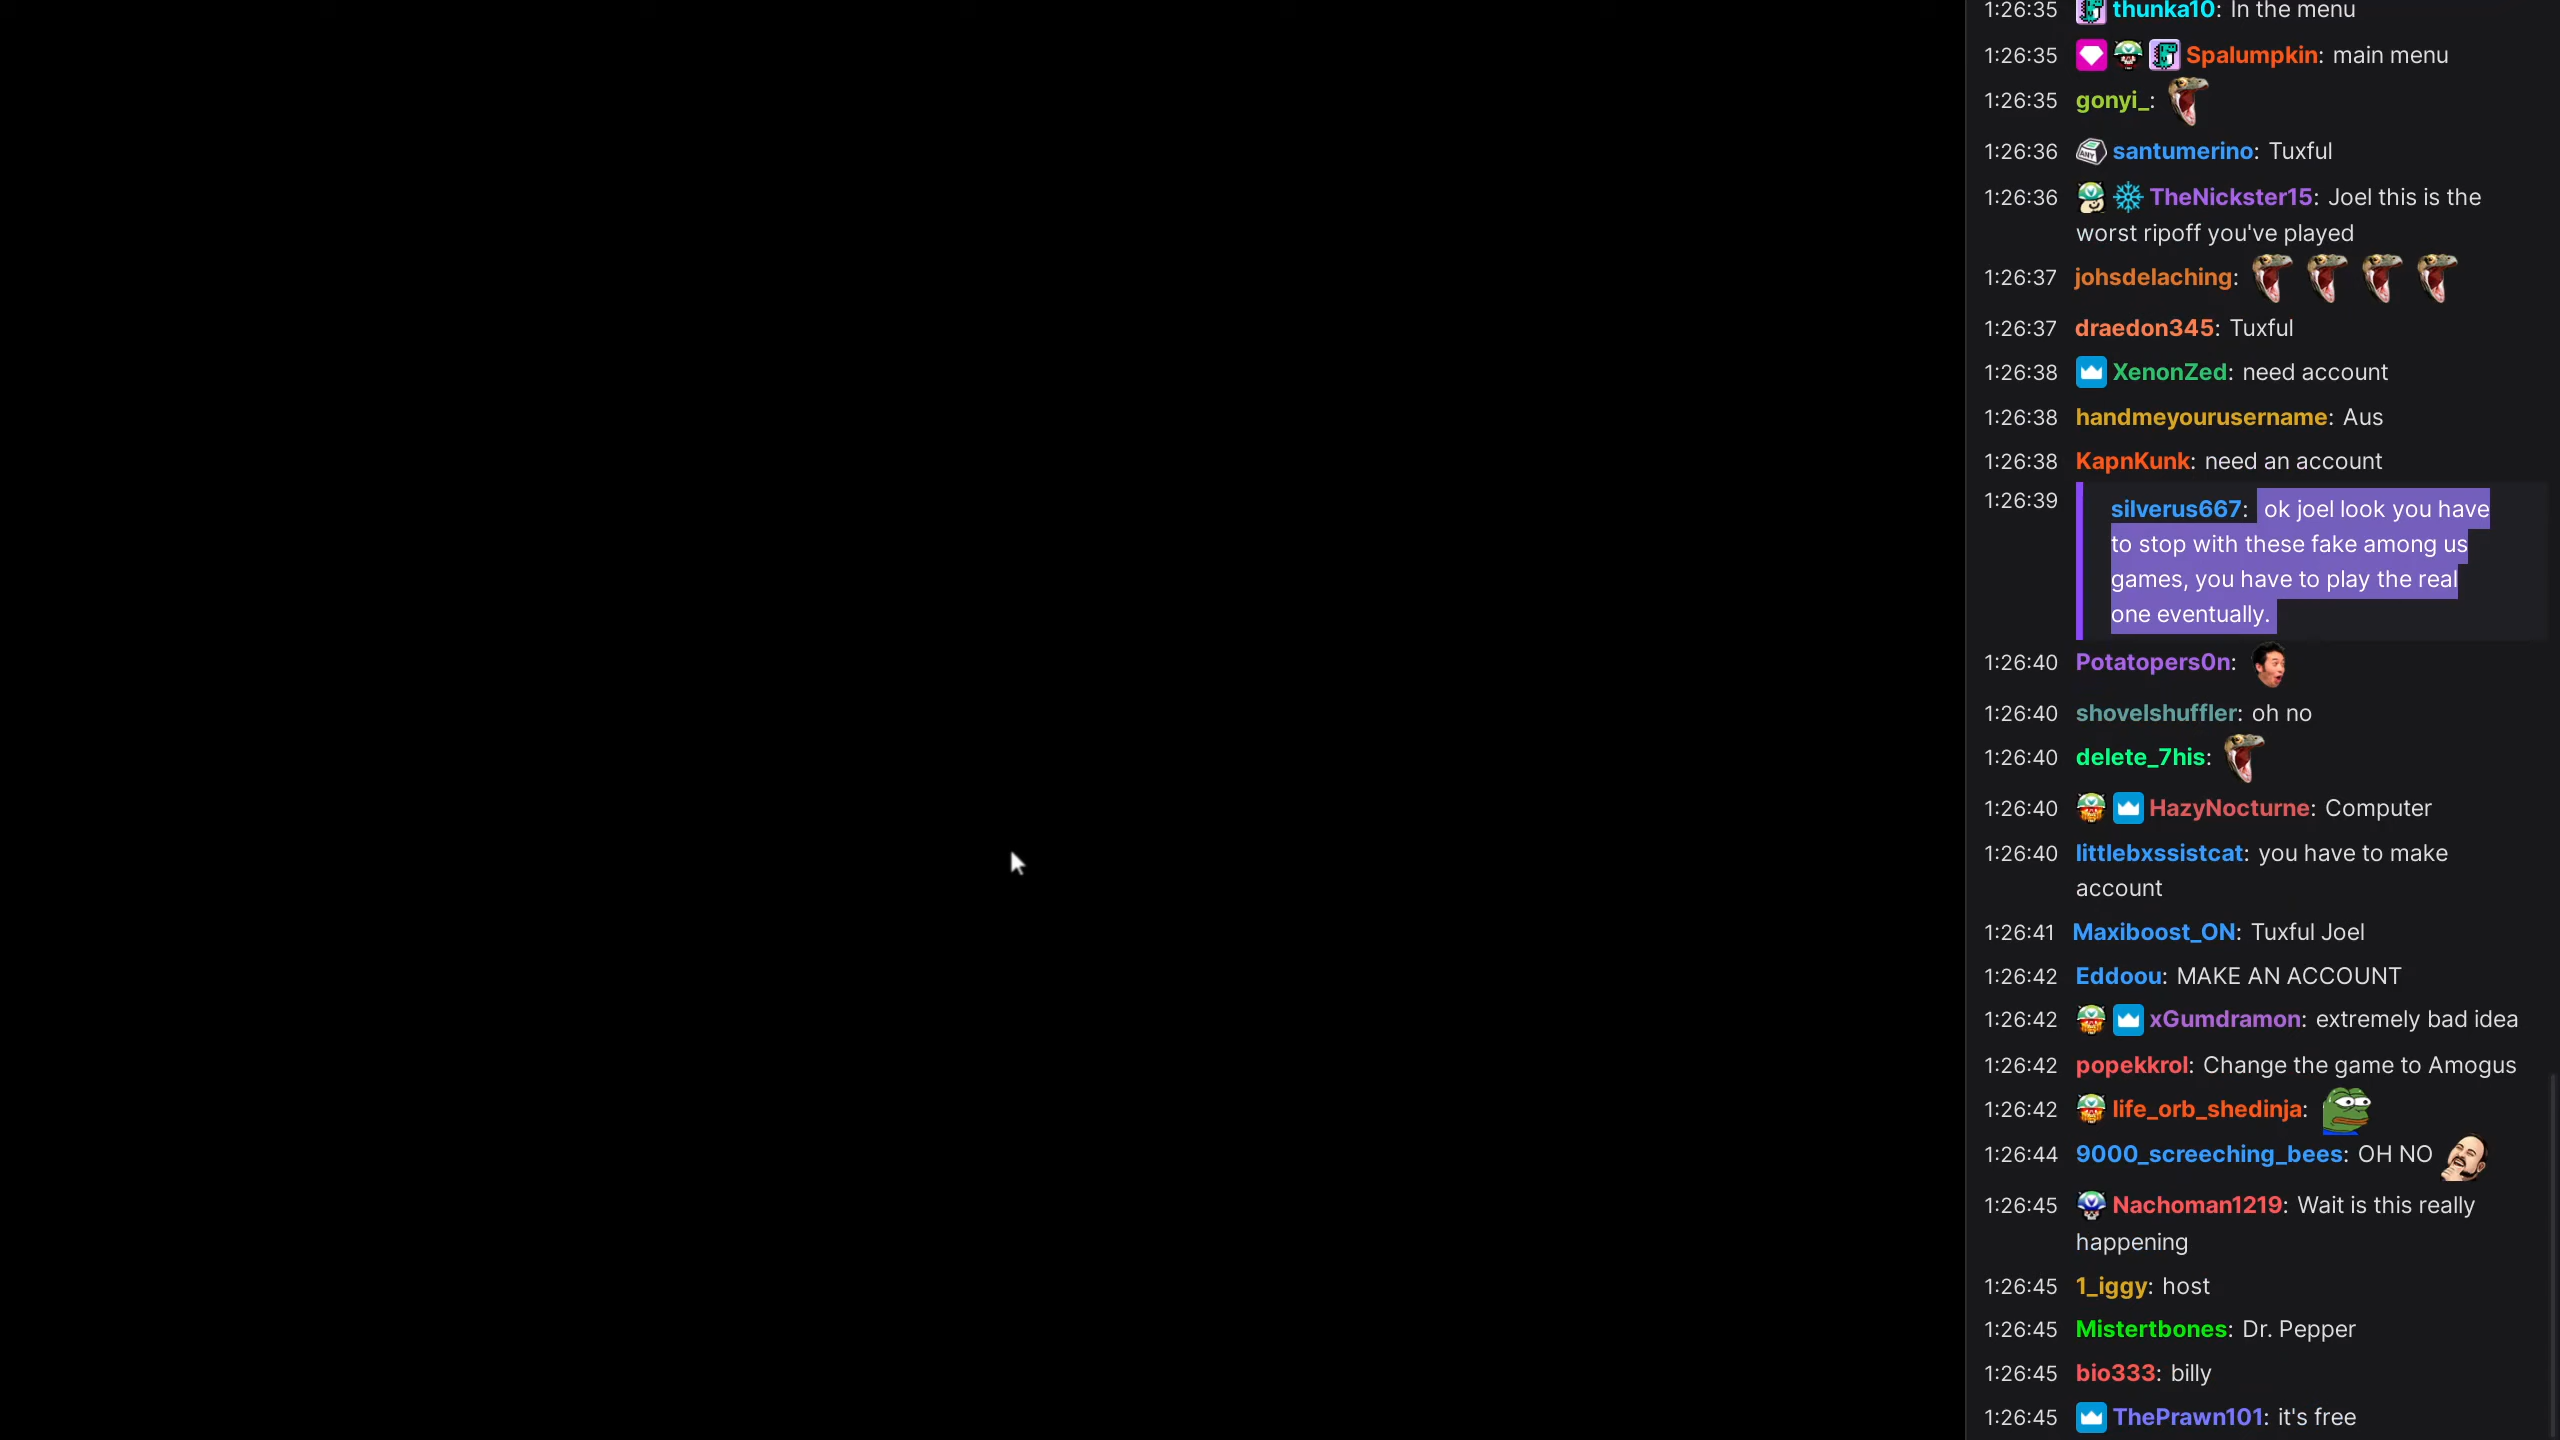 1:26:35 thunka10: In the menu
1:26:35 Spalumpkin: main menu
1:26:35 gonyi_:
1:26:36 ANY santumerino: Tuxful
1:26:36 TheNickster15: Joel this is the
worst ripoff you've played
1:26:37 johsdelaching:
1:26:37 draedon345: Tuxful
1:26:38 XenonZed: need account
1:26:38 handmeyourusername: Aus
1:26:38 KapnKunk: need an account
1:26:39 silverus667: ok joel look you have
to stop with these fake among us
games, you have to play the real
one eventually.
1:26:40 Potatopers0n:
1:26:40 shovelshuffler: oh no
1:26:40 delete_7his:
1:26:40 HazyNocturne: Computer
1:26:40 littlebxssistcat: you have to make
account
1:26:41 Maxiboost_ON: Tuxful Joel
1:26:42 Eddoou: MAKE AN ACCOUNT
1:26:42 xGumdramon: extremely bad idea
1:26:42 popekkrol: Change the game to Amogus
1:26:42 life_orb_shedinja:
1:26:44 9000_screeching_bees: OH NO
1:26:45 Nachoman1219: Wait is this really
happening
1:26:45 1_iggy: host
1:26:45 Mistertbones: Dr. Pepper
1:26:45 bio333: billy
1:26:45 ThePrawn101: it's free